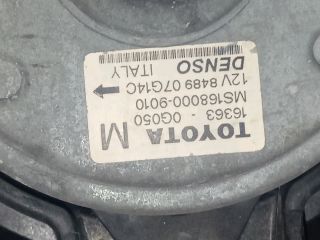 TOYOTA M
16363 - 0G050
MS168000-9010
12V 8489 07G14C
DENSO
ITALY